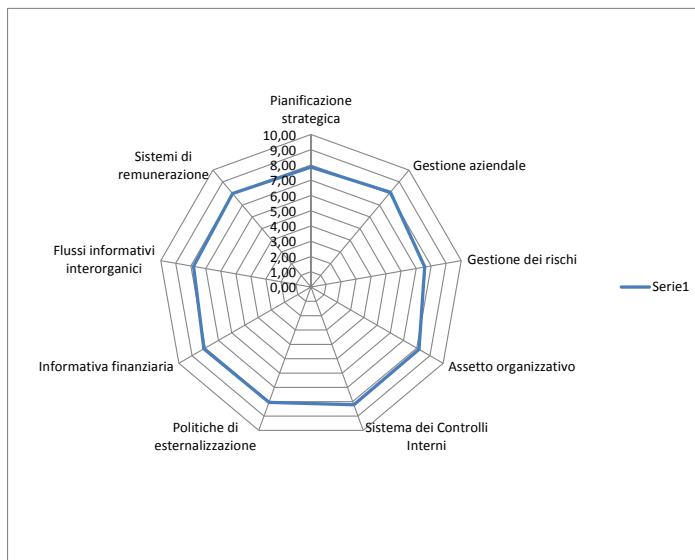 Pianificazione
strategica
10,00
9,00
8,00
7,00
6,00
5,00
4,00
3,00
2,00
1,00
0,00
Gestione aziendale
Gestione dei rischi
Assetto organizzativo
Sistema dei Controlli
Interni
Politiche di
esternalizzazione
Informativa finanziaria
Flussi informativi
interorganici
Sistemi di
remunerazione
Serie1